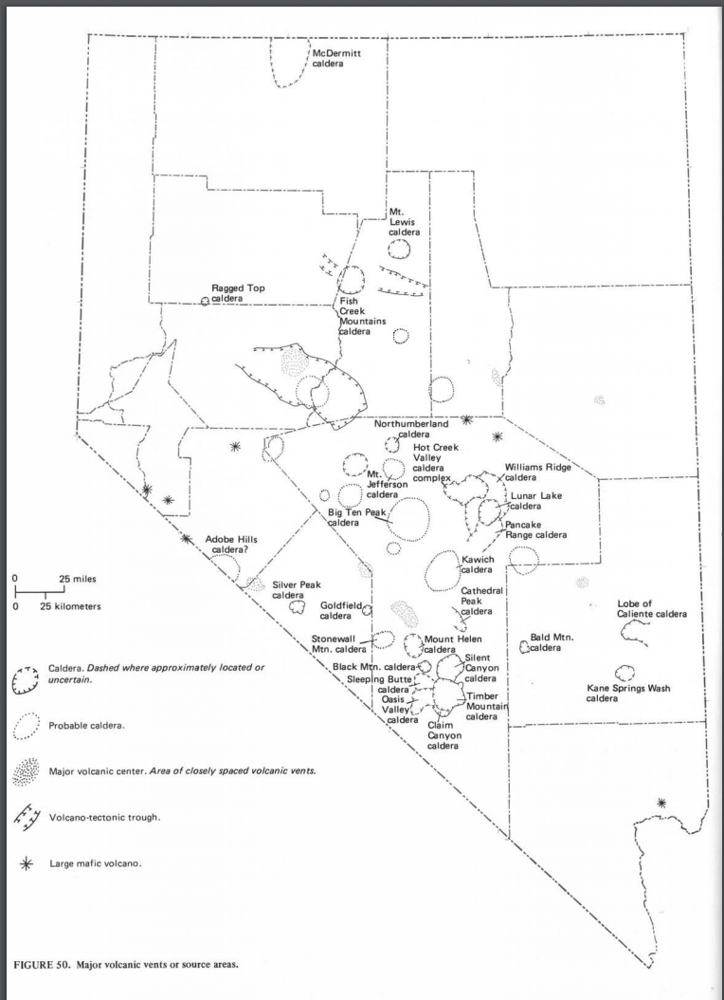 McDermitt
caldera
Mt.
Lewis
caldera
Ragged Top
caldera
Fish
Creek
Mountains
caldera
Northumberland
caldera
Hot Creek
Valley
caldera
complex
Williams Ridge
caldera
Mt.
Jefferson
caldera
Lunar Lake
caldera
Big Ten Peak
caldera
Pancake
Range caldera
Adobe Hills
caldera?
Kawich
caldera
0 25 miles
0 25 kilometers
Silver Peak
caldera
Cathedral
Peak
caldera
Goldfield
caldera
Lobe of
Caliente caldera
Stonewall
Mtn. caldera
Mount Helen
caldera
Bald Mtn.
caldera
Black Mtn. caldera
Silent
Canyon
caldera
Sleeping Butte
caldera
Kane Springs Wash
caldera
Oasis
Valley
caldera
Timber
Mountain
caldera
Claim
Canyon
caldera
Caldera. Dashed where approximately located or
uncertain.
Probable caldera.
Major volcanic center. Area of closely spaced volcanic vents.
Volcano-tectonic trough.
Large mafic volcano.
FIGURE 50. Major volcanic vents or source areas.